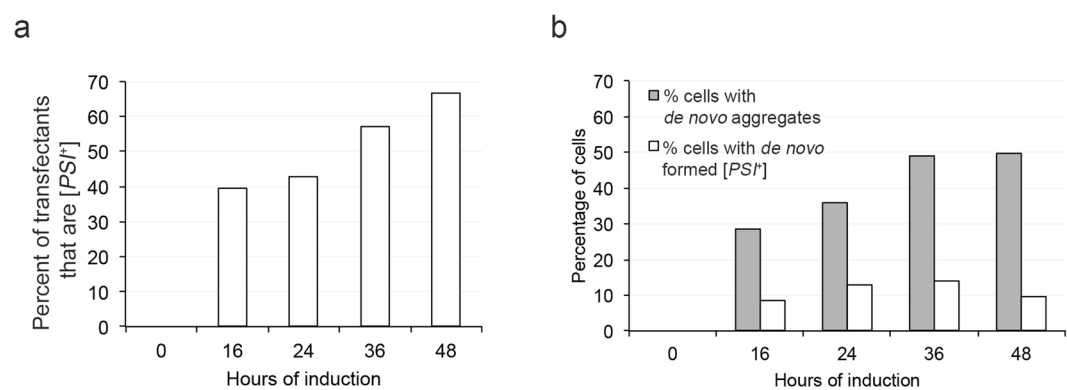 a
Percent of transfectants
that are [PSI⁺]
70
60
50
40
30
20
10
0
0 16 24 36 48
Hours of induction
b
Percentage of cells
70
60
50
40
30
20
10
0
% cells with
de novo aggregates
% cells with de novo
formed [PSI⁺]
0 16 24 36 48
Hours of induction